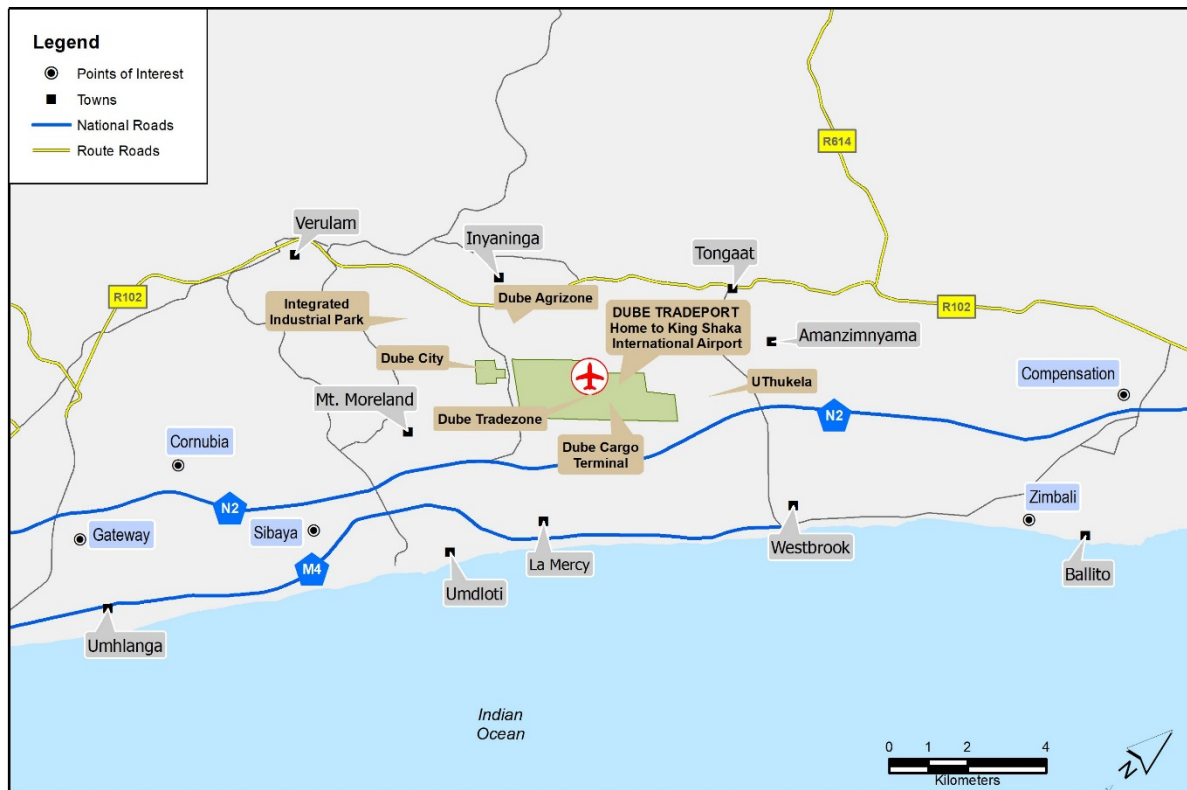 Legend
Points of Interest
Towns
National Roads
Route Roads
R614
Verulam
Inyaninga
Tongaat
R102
Integrated
Industrial Park
Dube Agrizone
DUBE TRADEPORT
Home to King Shaka
International Airport
R102
Amanzimnyama
Dube City
UThukela
Compensation
Mt. Moreland
Dube Tradezone
N2
Cornubia
Dube Cargo
Terminal
N2
Zimbali
Gateway
Sibaya
Westbrook
La Mercy
M4
Umdloti
Ballito
Umhlanga
Indian
Ocean
0 1 2 4
Kilometers
N